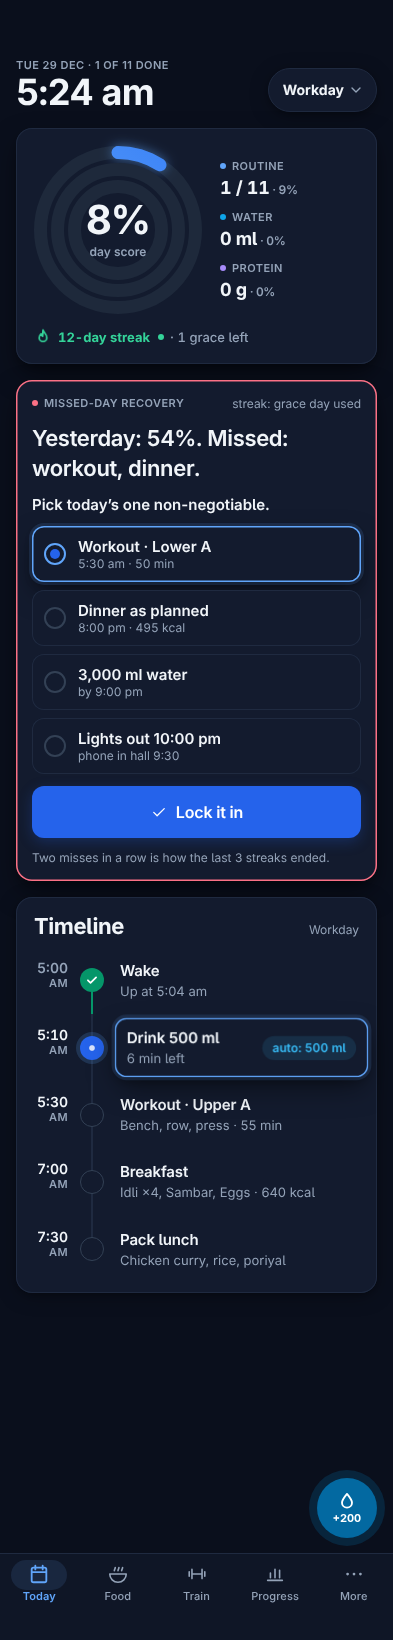 TUE 29 DEC · 1 OF 11 DONE
5:24 am
Workday
8%
day score
ROUTINE
1 / 11 · 9%
WATER
0 ml · 0%
PROTEIN
0 g · 0%
12-day streak · 1 grace left
MISSED-DAY RECOVERY
streak: grace day used
Yesterday: 54%. Missed:
workout, dinner.
Pick today’s one non-negotiable.
Workout · Lower A
5:30 am · 50 min
Dinner as planned
8:00 pm · 495 kcal
3,000 ml water
by 9:00 pm
Lights out 10:00 pm
phone in hall 9:30
Lock it in
Two misses in a row is how the last 3 streaks ended.
Timeline
Workday
5:00 AM
Wake
Up at 5:04 am
5:10 AM
Drink 500 ml
6 min left
auto: 500 ml
5:30 AM
Workout · Upper A
Bench, row, press · 55 min
7:00 AM
Breakfast
Idli ×4, Sambar, Eggs · 640 kcal
7:30 AM
Pack lunch
Chicken curry, rice, poriyal
+200
Today
Food
Train
Progress
More